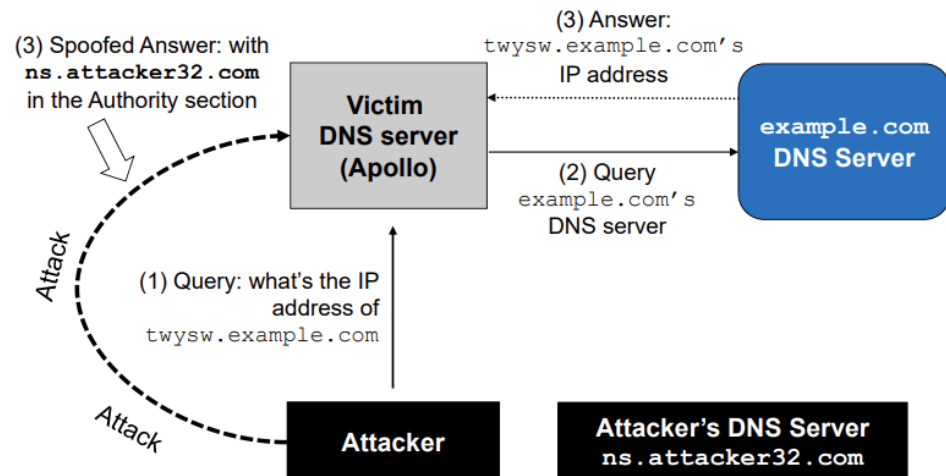 (3) Spoofed Answer: with
ns.attacker32.com
in the Authority section
Victim
DNS server
(Apollo)
(3) Answer:
twysw.example.com's
IP address
example.com
DNS Server
(2) Query
example.com's
DNS server
Attack
(1) Query: what's the IP
address of
twysw.example.com
Attack
Attacker
Attacker's DNS Server
ns.attacker32.com